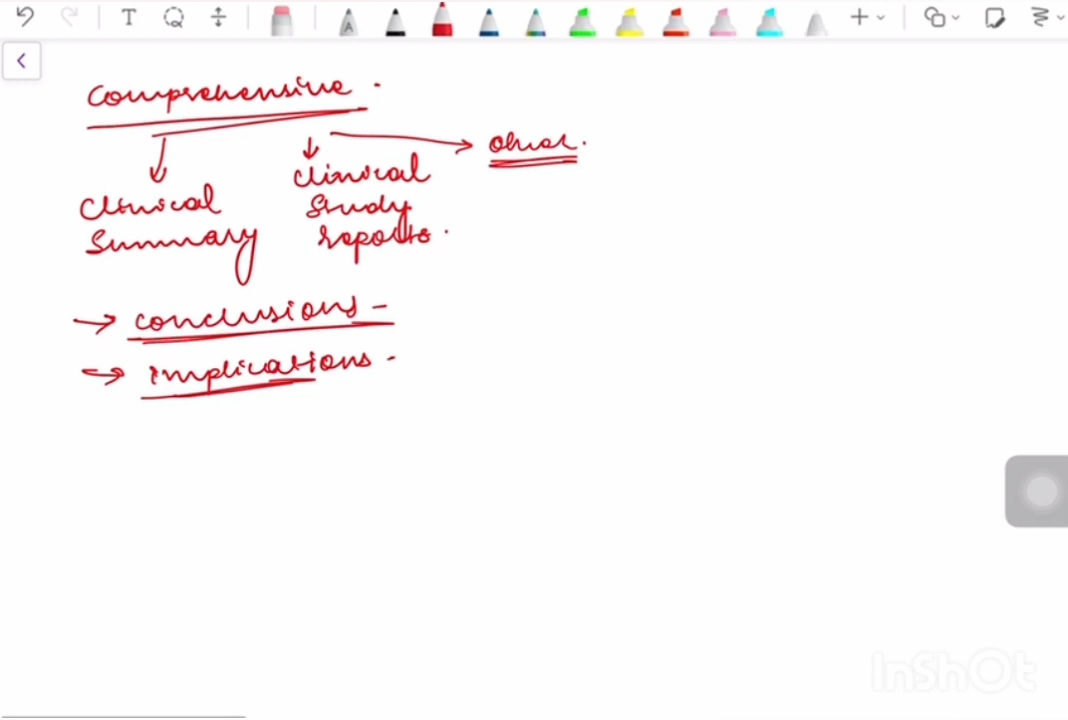 Comprehensive.
Clinical
Summary
Clinical
Study
reports.
other.
→ conclusions -
→ implications -
InShOt